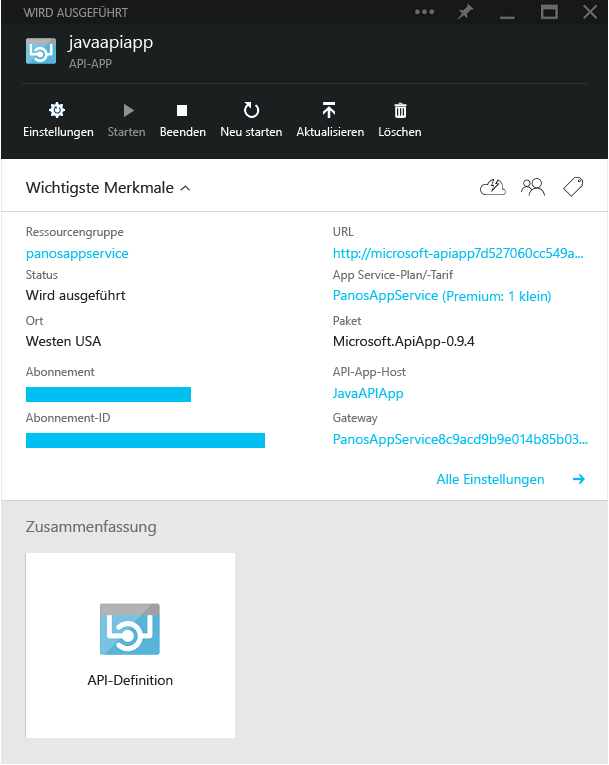 WIRD AUSGEFÜHRT
javaapiapp
API-APP
Einstellungen Starten Beenden Neu starten Aktualisieren Löschen
Wichtigste Merkmale
Ressourcengruppe
panosappservice
Status
Wird ausgeführt
Ort
Westen USA
Abonnement
Abonnement-ID
URL
http://microsoft-apiapp7d527060cc549a...
App Service-Plan/-Tarif
PanosAppService (Premium: 1 klein)
Paket
Microsoft.ApiApp-0.9.4
API-App-Host
JavaAPIApp
Gateway
PanosAppService8c9acd9b9e014b85b03...
Alle Einstellungen
Zusammenfassung
API-Definition